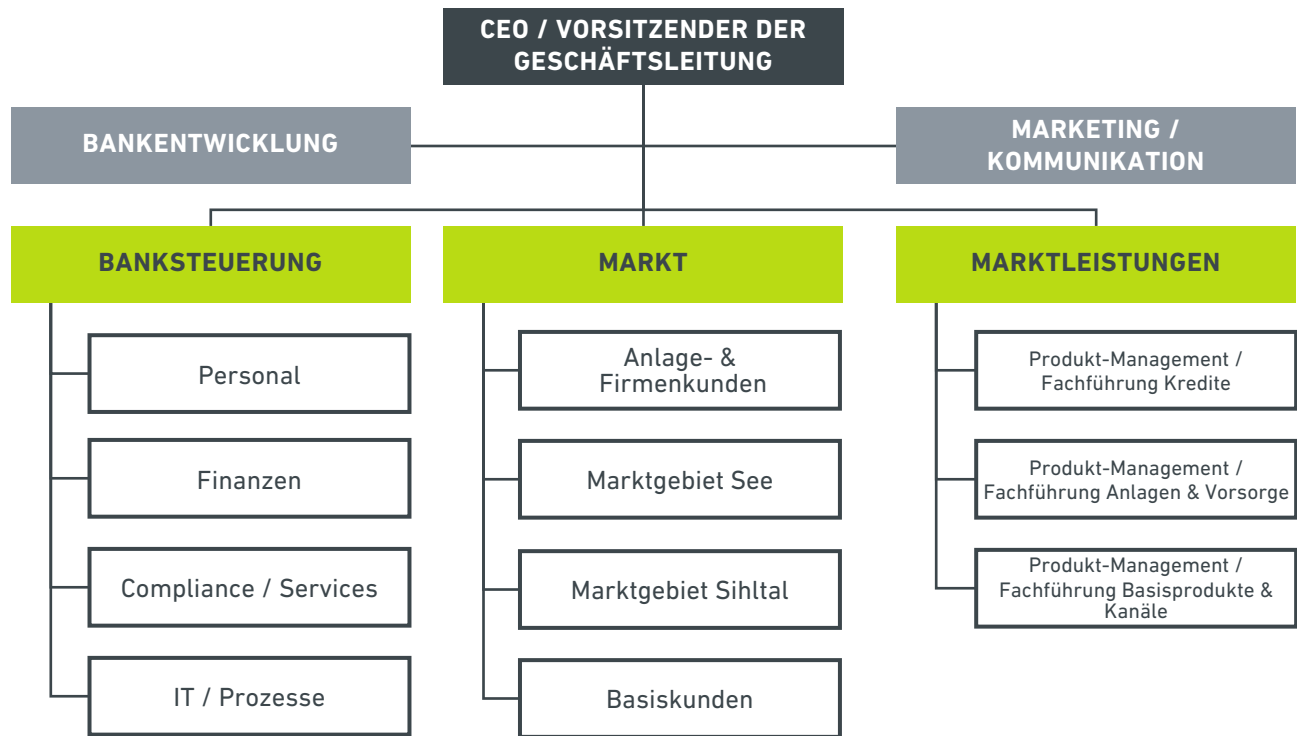 CEO / VORSITZENDER DER
GESCHÄFTSLEITUNG
BANKENTWICKLUNG
MARKETING /
KOMMUNIKATION
BANKSTEUERUNG
MARKT
MARKTLEISTUNGEN
Personal
Finanzen
Compliance / Services
IT / Prozesse
Anlage- &
Firmenkunden
Marktgebiet See
Marktgebiet Sihltal
Basiskunden
Produkt-Management /
Fachführung Kredite
Produkt-Management /
Fachführung Anlagen & Vorsorge
Produkt-Management /
Fachführung Basisprodukte &
Kanäle